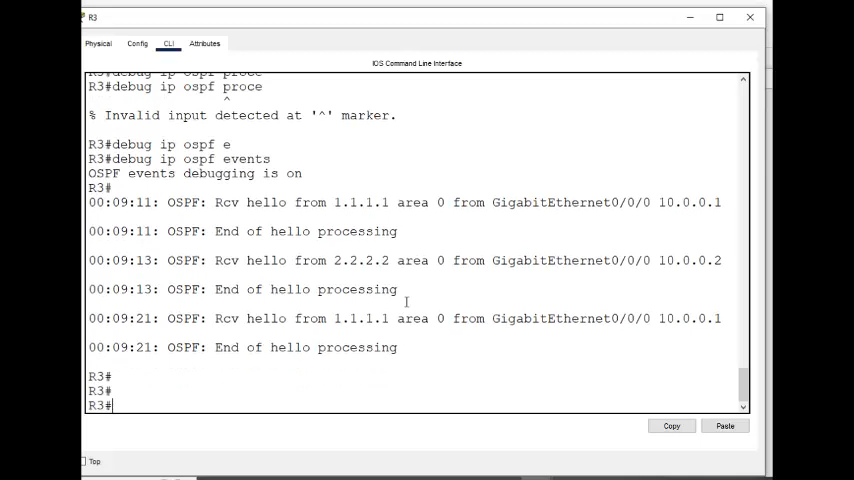 R3
Physical Config CLI Attributes
IOS Command Line Interface
R3#debug ip ospf proce
R3#debug ip ospf proce
^
% Invalid input detected at '^' marker.
R3#debug ip ospf e
R3#debug ip ospf events
OSPF events debugging is on
R3#
00:09:11: OSPF: Rcv hello from 1.1.1.1 area 0 from GigabitEthernet0/0/0 10.0.0.1
00:09:11: OSPF: End of hello processing
00:09:13: OSPF: Rcv hello from 2.2.2.2 area 0 from GigabitEthernet0/0/0 10.0.0.2
00:09:13: OSPF: End of hello processing
00:09:21: OSPF: Rcv hello from 1.1.1.1 area 0 from GigabitEthernet0/0/0 10.0.0.1
00:09:21: OSPF: End of hello processing
R3#
R3#
R3#
Copy Paste
Top